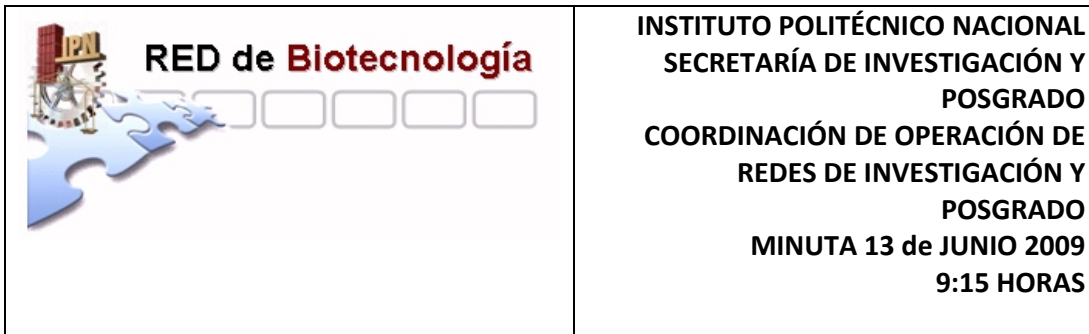 IPN
RED de Biotecnología
INSTITUTO POLITÉCNICO NACIONAL
SECRETARÍA DE INVESTIGACIÓN Y
POSGRADO
COORDINACIÓN DE OPERACIÓN DE
REDES DE INVESTIGACIÓN Y
POSGRADO
MINUTA 13 de JUNIO 2009
9:15 HORAS